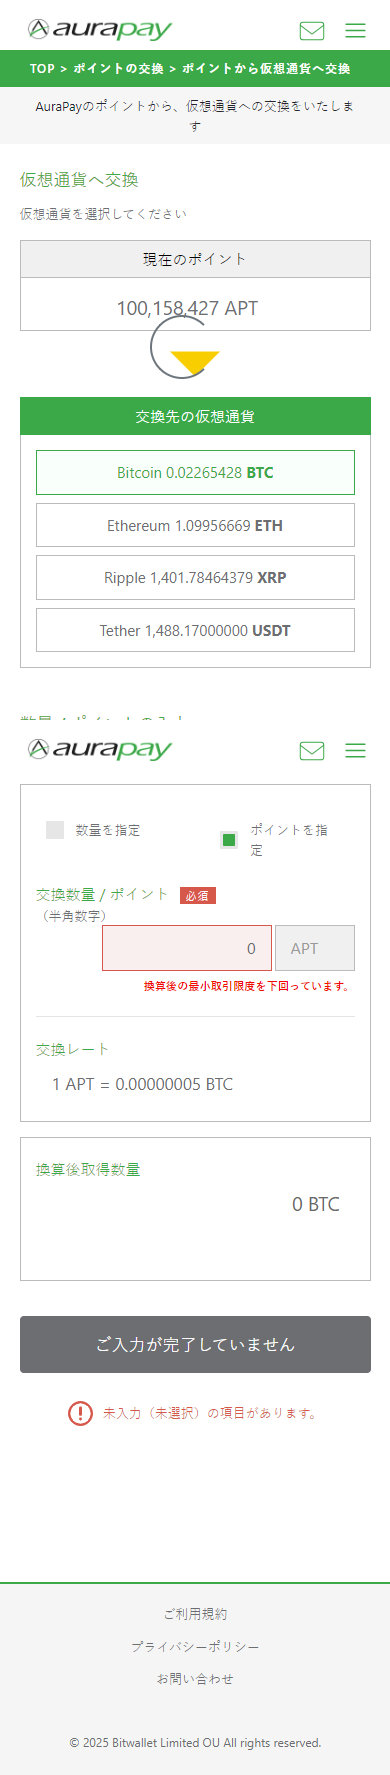 aurapay
TOP > ポイントの交換 > ポイントから仮想通貨へ交換
AuraPayのポイントから、仮想通貨への交換をいたしま
す
仮想通貨へ交換
仮想通貨を選択してください
現在のポイント
100,158,427 APT
交換先の仮想通貨
Bitcoin 0.02265428 BTC
Ethereum 1.09956669 ETH
Ripple 1,401.78464379 XRP
Tether 1,488.17000000 USDT
数量 / ポイントの入力
aurapay
数量を指定
ポイントを指
定
交換数量 / ポイント 必須
（半角数字）
0 APT
換算後の最小取引限度を下回っています。
交換レート
1 APT = 0.00000005 BTC
換算後取得数量
0 BTC
ご入力が完了していません
未入力（未選択）の項目があります。
ご利用規約
プライバシーポリシー
お問い合わせ
© 2025 Bitwallet Limited OU All rights reserved.